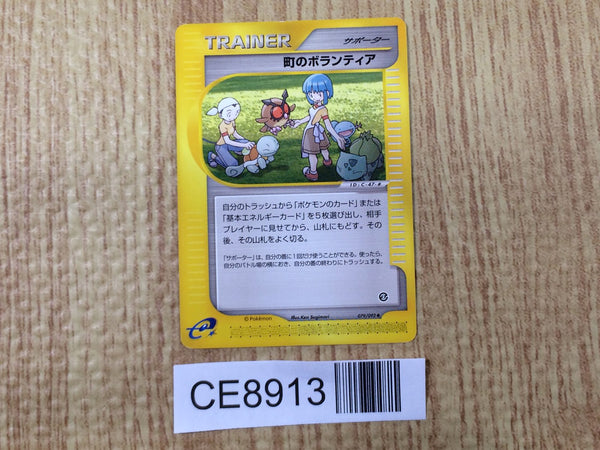 TRAINER サポーター
町のボランティア
ID・C-47-★
自分のトラッシュから「ポケモンのカード」または
「基本エネルギーカード」を5枚選び出し、相手
プレイヤーに見せてから、山札にもどす。その
後、その山札をよく切る。
「サポーター」は、自分の番に1回だけ使うことができる。使ったら、
自分のバトル場の横におき、自分の番の終わりにトラッシュする。
© Pokémon Illus. Ken Sugimori 079/092
e
CE8913